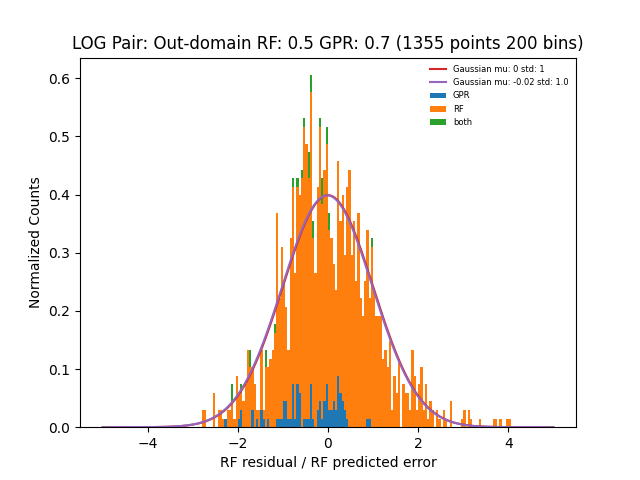 LOG Pair: Out-domain RF: 0.5 GPR: 0.7 (1355 points 200 bins)
Gaussian mu: 0 std: 1
Gaussian mu: -0.02 std: 1.0
GPR
RF
both
Normalized Counts
0.6
0.5
0.4
0.3
0.2
0.1
0.0
−4
−2
0
2
4
RF residual / RF predicted error